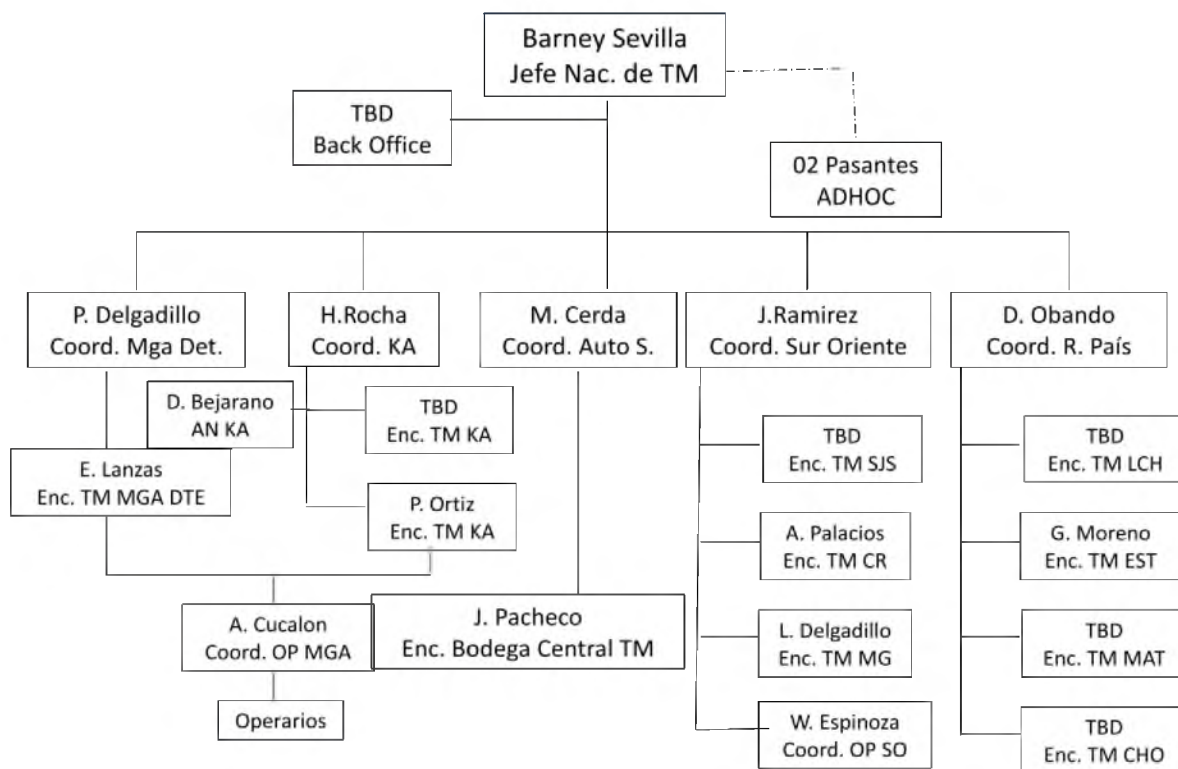 Barney Sevilla
Jefe Nac. de TM
TBD
Back Office
02 Pasantes
ADHOC
P. Delgadillo
Coord. Mga Det.
H.Rocha
Coord. KA
M. Cerda
Coord. Auto S.
J.Ramirez
Coord. Sur Oriente
D. Obando
Coord. R. País
D. Bejarano
AN KA
TBD
Enc. TM KA
E. Lanzas
Enc. TM MGA DTE
P. Ortiz
Enc. TM KA
A. Cucalon
Coord. OP MGA
Operarios
J. Pacheco
Enc. Bodega Central TM
TBD
Enc. TM SJS
A. Palacios
Enc. TM CR
L. Delgadillo
Enc. TM MG
W. Espinoza
Coord. OP SO
TBD
Enc. TM LCH
G. Moreno
Enc. TM EST
TBD
Enc. TM MAT
TBD
Enc. TM CHO